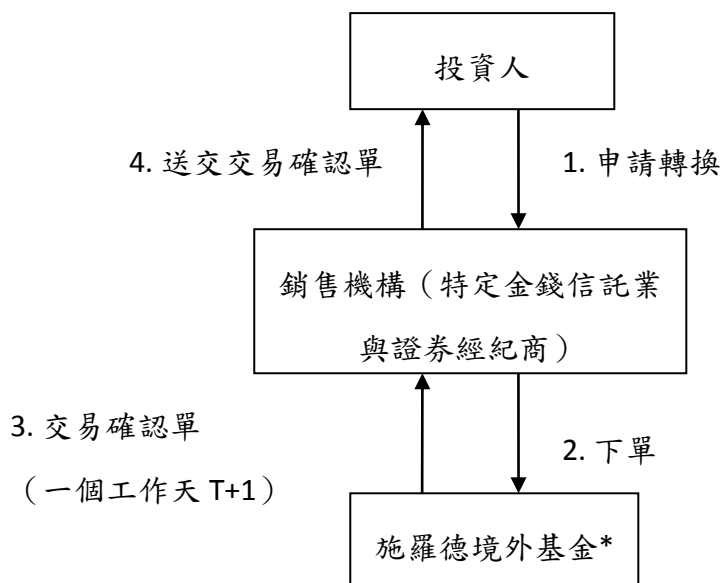 投資人
4. 送交交易確認單
1. 申請轉換
銷售機構（特定金錢信託業
與證券經紀商）
3. 交易確認單
（一個工作天 T+1）
2. 下單
施羅德境外基金*